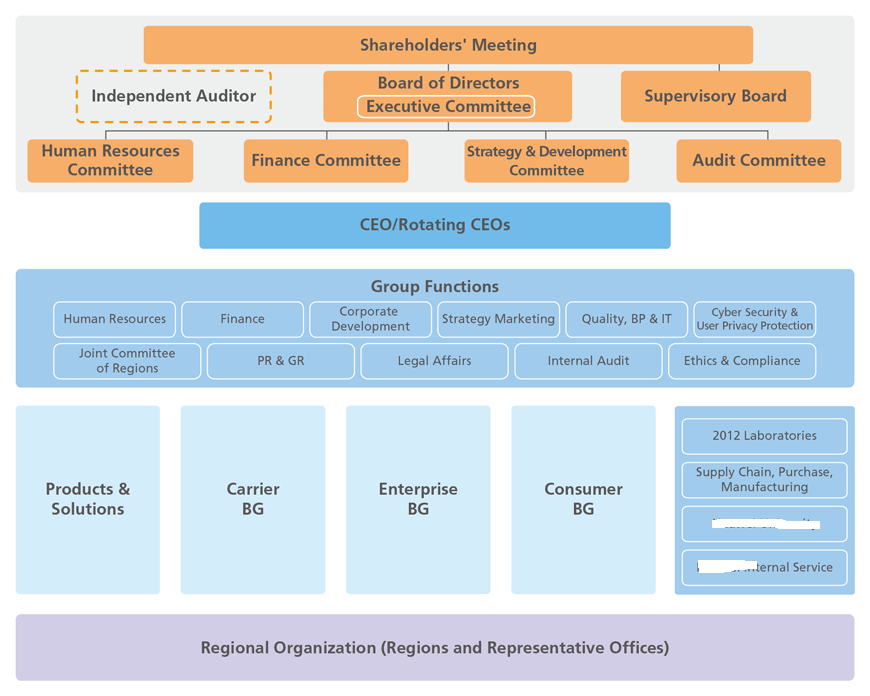 Shareholders' Meeting
Independent Auditor
Board of Directors
Executive Committee
Supervisory Board
Human Resources
Committee
Finance Committee
Strategy & Development
Committee
Audit Committee
CEO/Rotating CEOs
Group Functions
Human Resources
Finance
Corporate
Development
Strategy Marketing
Quality, BP & IT
Cyber Security &
User Privacy Protection
Joint Committee
of Regions
PR & GR
Legal Affairs
Internal Audit
Ethics & Compliance
Products &
Solutions
Carrier
BG
Enterprise
BG
Consumer
BG
2012 Laboratories
Supply Chain, Purchase,
Manufacturing
Internal Service
Regional Organization (Regions and Representative Offices)